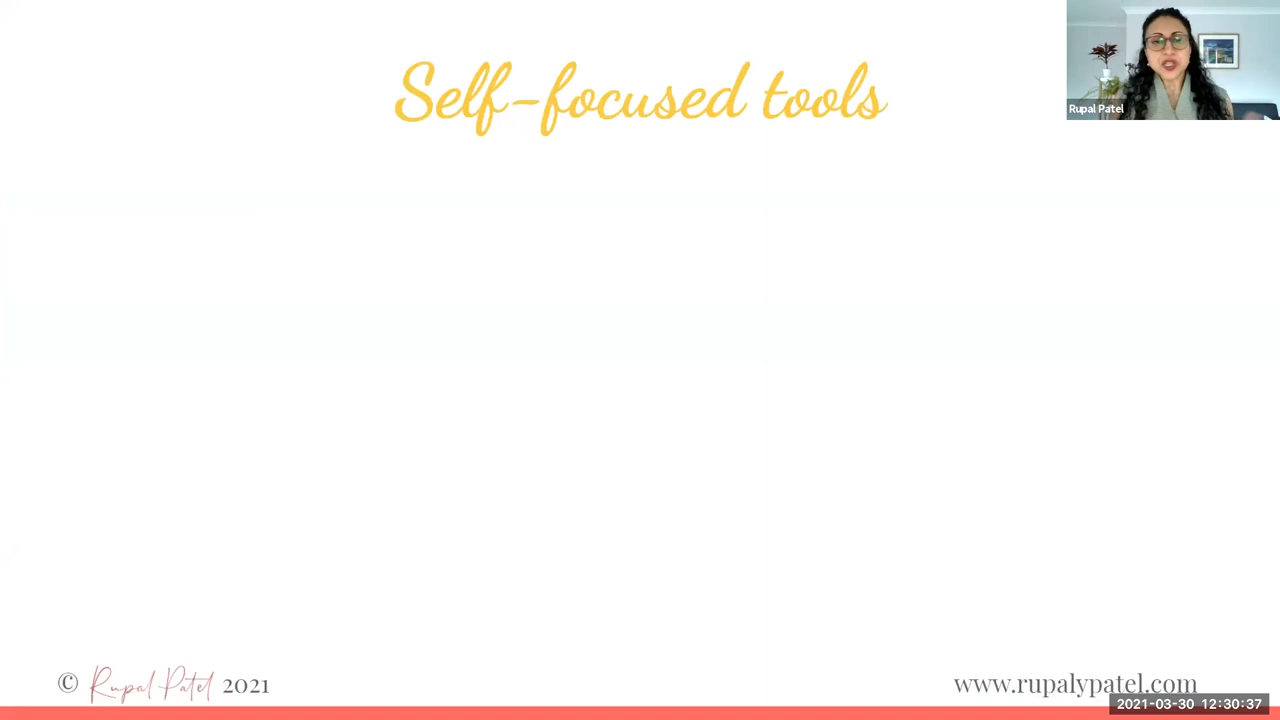 Self-focused tools
Rupal Patel
© Rupal Patel 2021
www.rupalypatel.com
2021-03-30 12:30:37